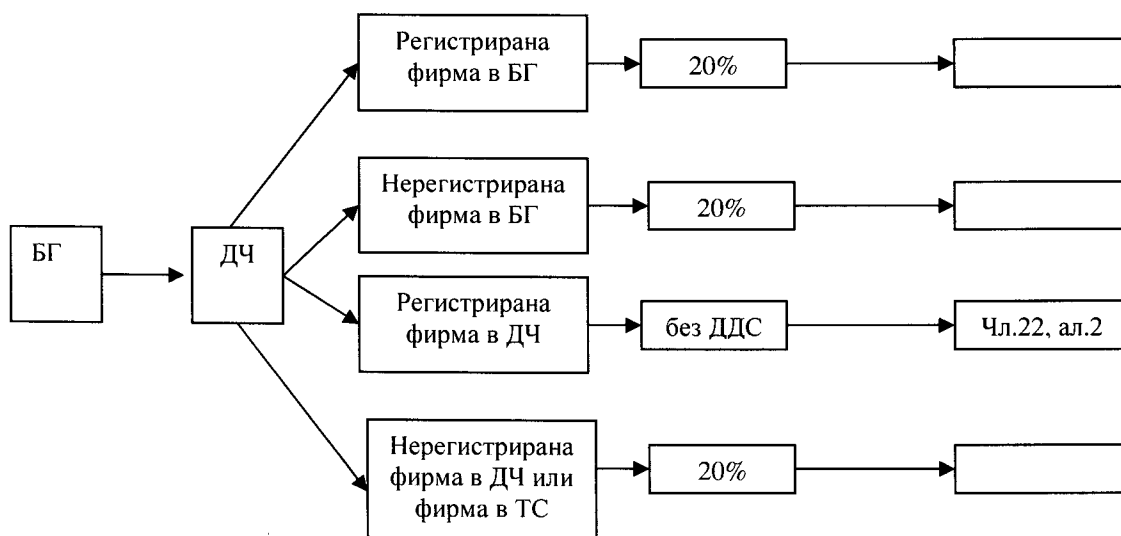 Регистрирана
фирма в БГ
20%
Нерегистрирана
фирма в БГ
20%
БГ
ДЧ
Регистрирана
фирма в ДЧ
без ДДС
Чл.22, ал.2
Нерегистрирана
фирма в ДЧ или
фирма в ТС
20%